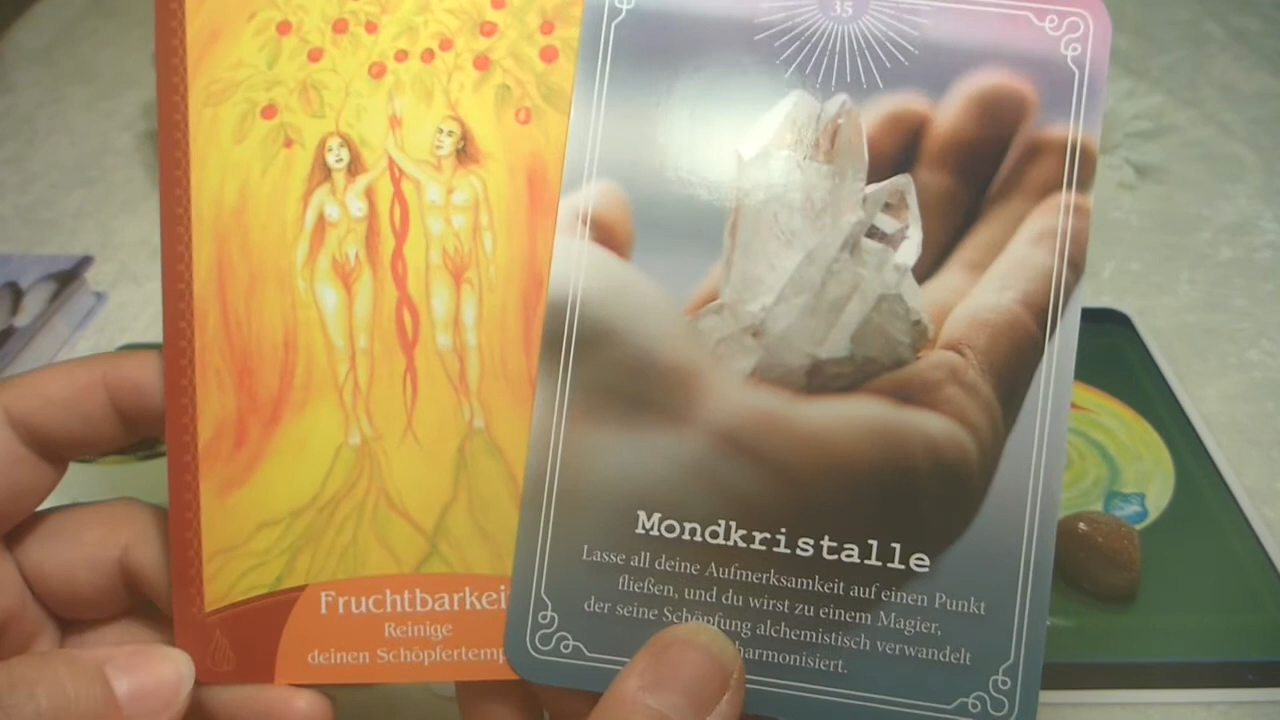 Fruchtbarkei
Reinige
deinen Schöpfertemp
35
Mondkristalle
Lasse all deine Aufmerksamkeit auf einen Punkt
fließen, und du wirst zu einem Magier,
der seine Schöpfung alchemistisch verwandelt
harmonisiert.